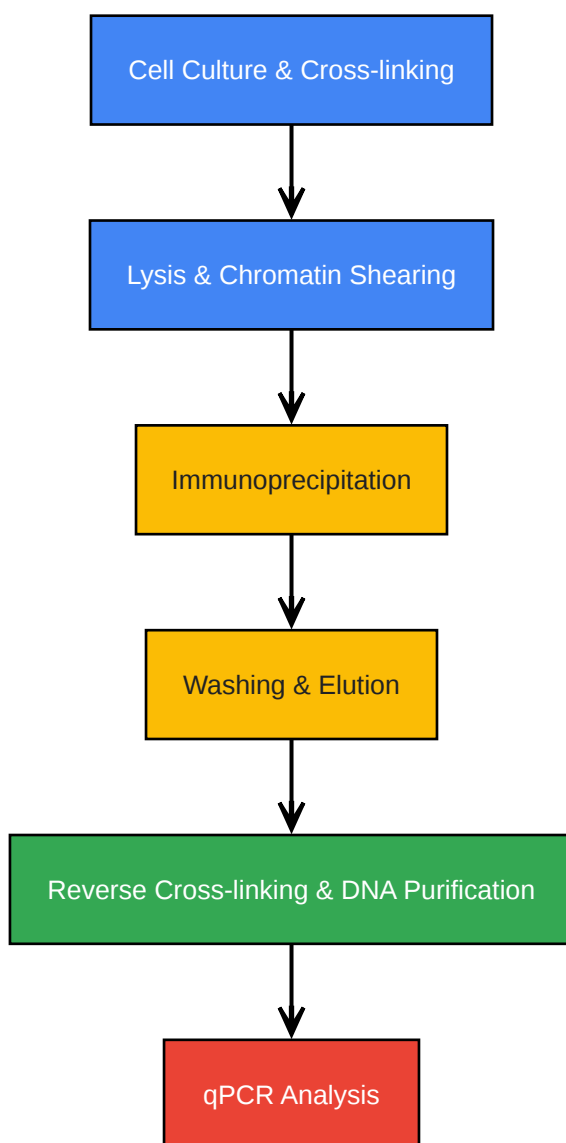 Cell Culture & Cross-linking
Lysis & Chromatin Shearing
Immunoprecipitation
Washing & Elution
Reverse Cross-linking & DNA Purification
qPCR Analysis